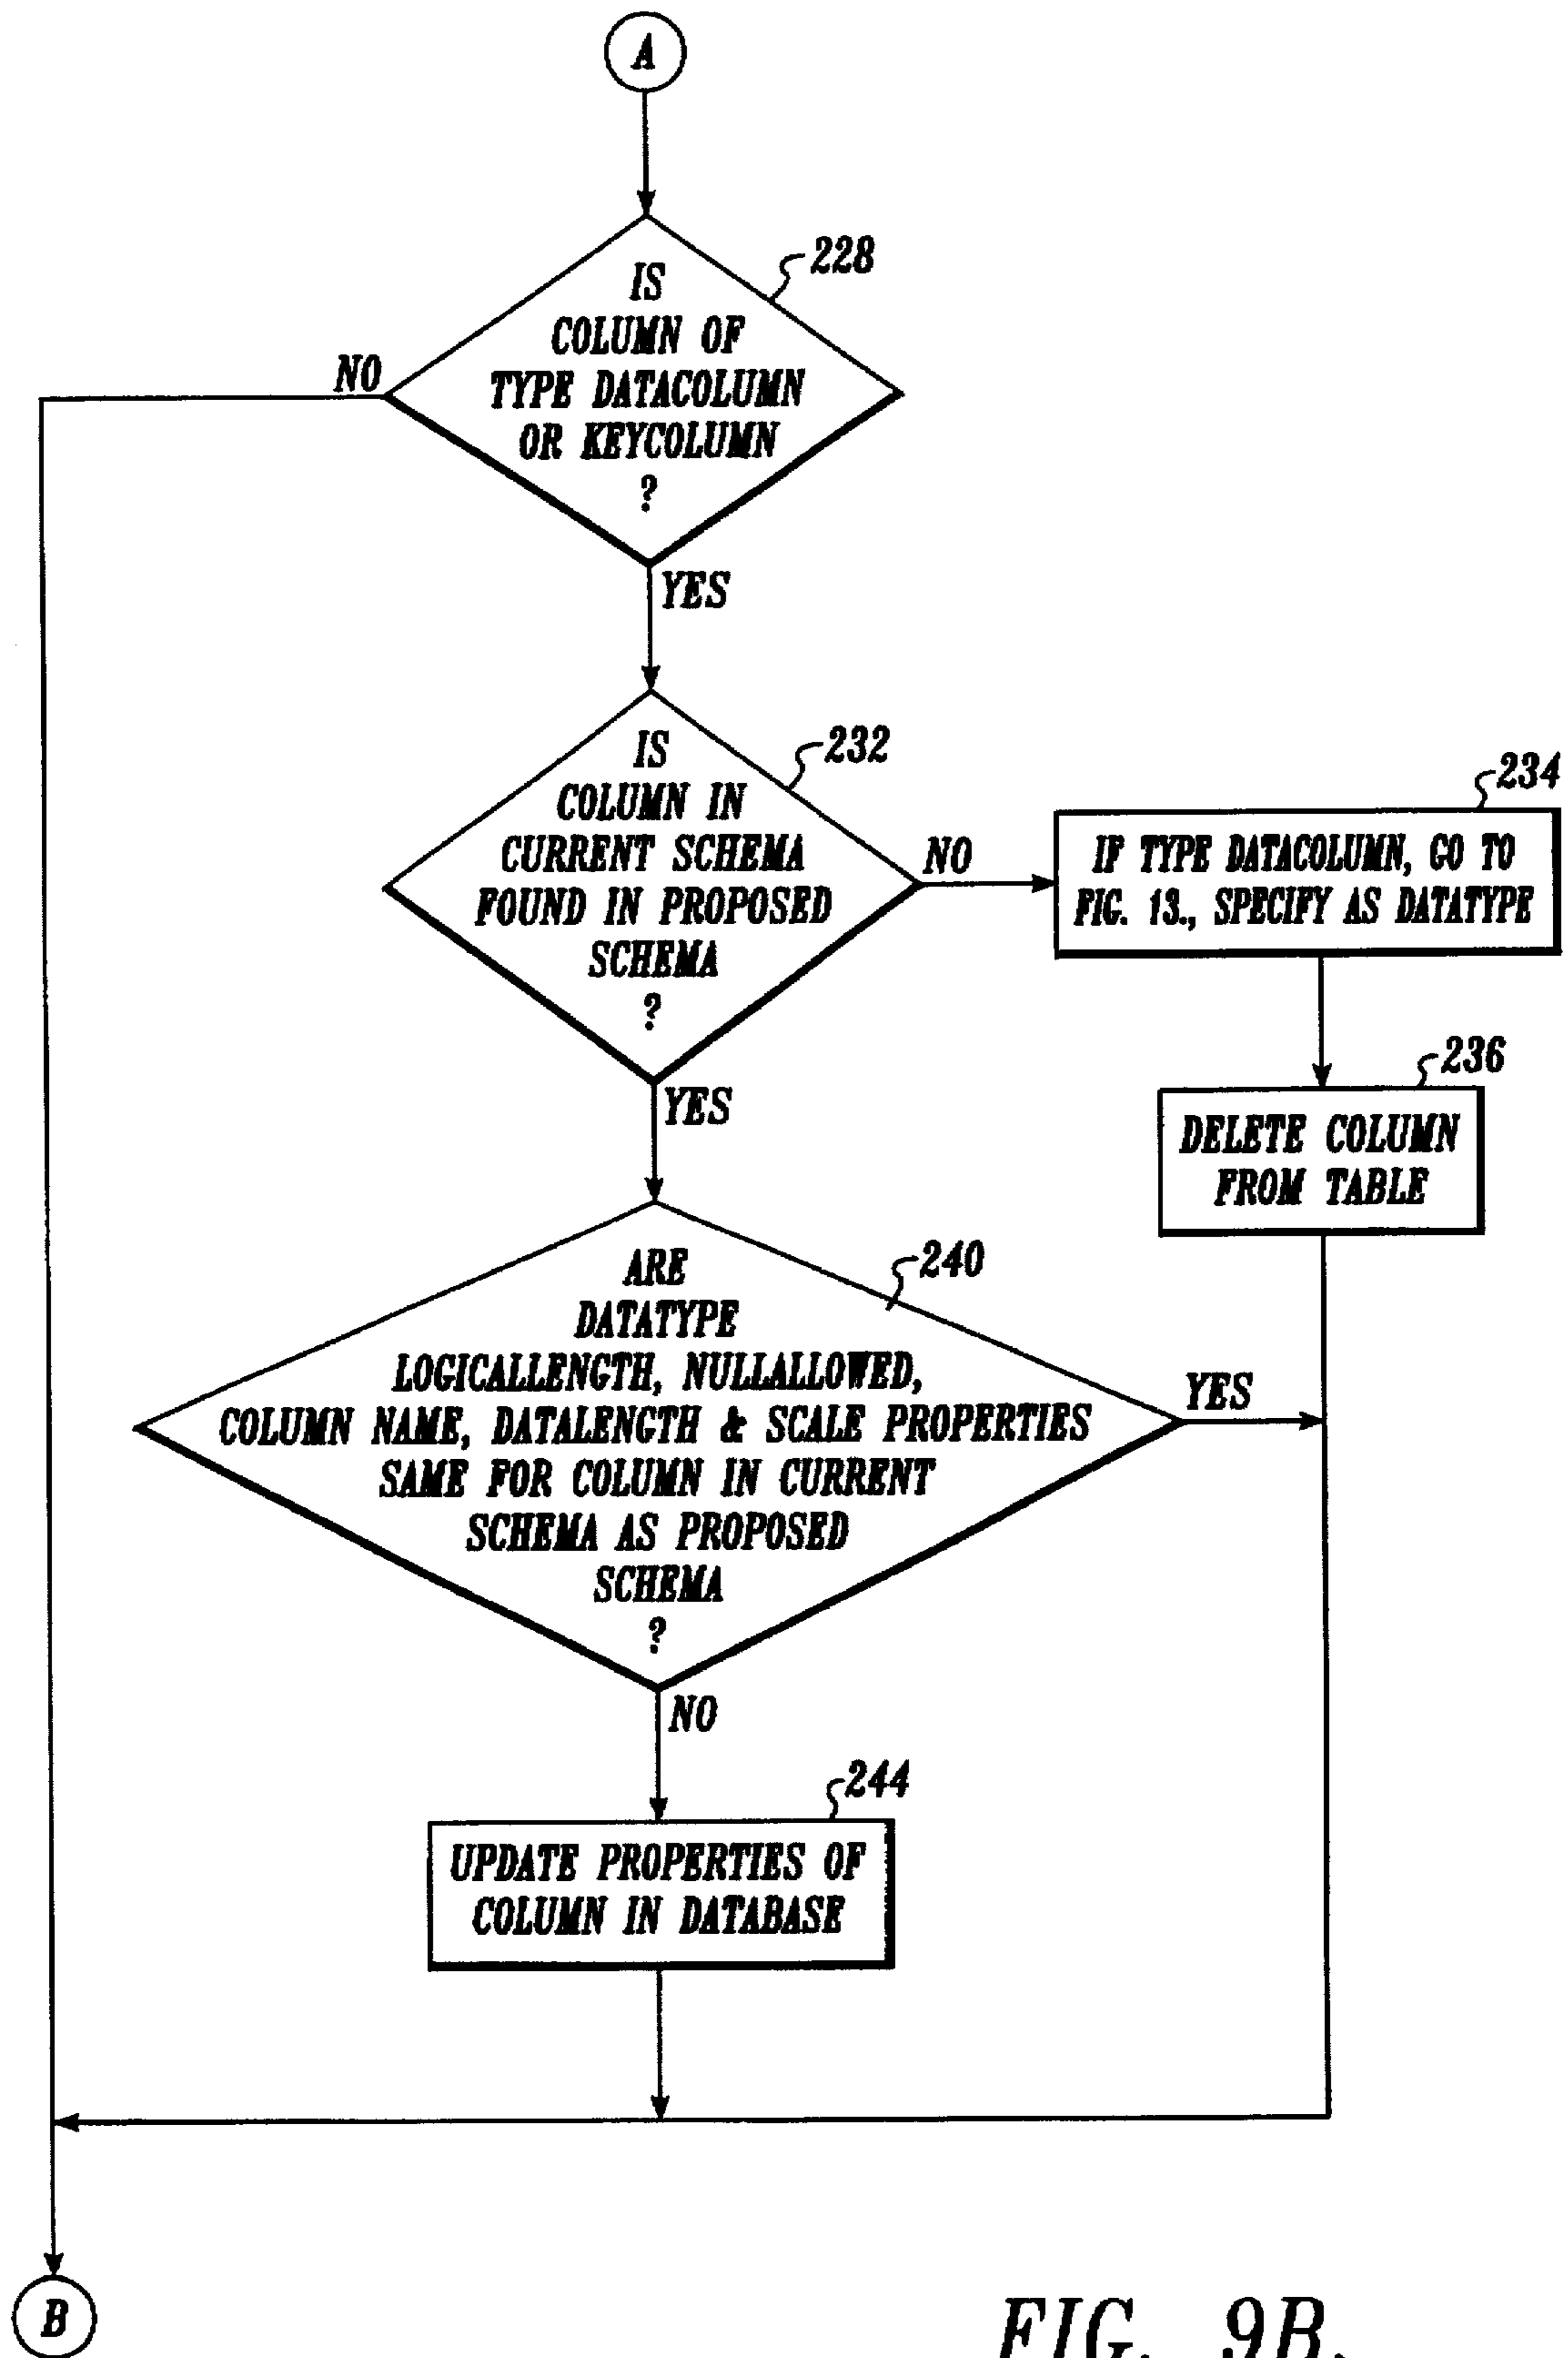 A
228
IS
COLUMN OF
TYPE DATACOLUMN
OR KEYCOLUMN
?
NO
YES
232
IS
COLUMN IN
CURRENT SCHEMA
FOUND IN PROPOSED
SCHEMA
?
NO
234
IF TYPE DATACOLUMN, GO TO
FIG. 13., SPECIFY AS DATATYPE
236
DELETE COLUMN
FROM TABLE
YES
240
ARE
DATATYPE
LOGICALLENGTH, NULLALLOWED,
COLUMN NAME, DATALENGTH & SCALE PROPERTIES
SAME FOR COLUMN IN CURRENT
SCHEMA AS PROPOSED
SCHEMA
?
YES
NO
244
UPDATE PROPERTIES OF
COLUMN IN DATABASE
B
FIG. 9B.